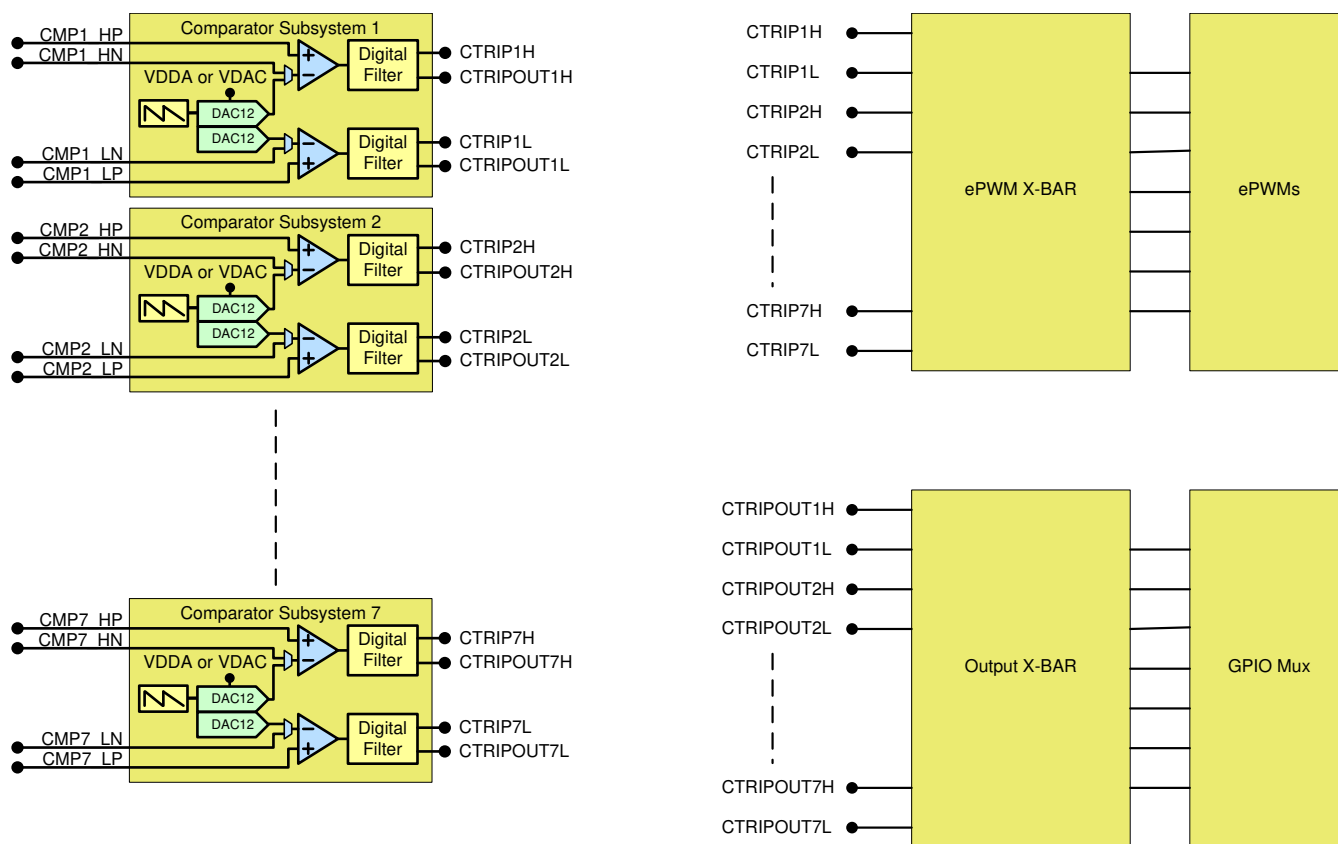 Comparator Subsystem 1
CMP1_HP
CMP1_HN
VDDA or VDAC
DAC12
DAC12
CMP1_LN
CMP1_LP
Digital
Filter
Digital
Filter
CTRIP1H
CTRIPOUT1H
CTRIP1L
CTRIPOUT1L
Comparator Subsystem 2
CMP2_HP
CMP2_HN
VDDA or VDAC
DAC12
DAC12
CMP2_LN
CMP2_LP
Digital
Filter
Digital
Filter
CTRIP2H
CTRIPOUT2H
CTRIP2L
CTRIPOUT2L
Comparator Subsystem 7
CMP7_HP
CMP7_HN
VDDA or VDAC
DAC12
DAC12
CMP7_LN
CMP7_LP
Digital
Filter
Digital
Filter
CTRIP7H
CTRIPOUT7H
CTRIP7L
CTRIPOUT7L
CTRIP1H
CTRIP1L
CTRIP2H
CTRIP2L
CTRIP7H
CTRIP7L
ePWM X-BAR
ePWMs
CTRIPOUT1H
CTRIPOUT1L
CTRIPOUT2H
CTRIPOUT2L
CTRIPOUT7H
CTRIPOUT7L
Output X-BAR
GPIO Mux